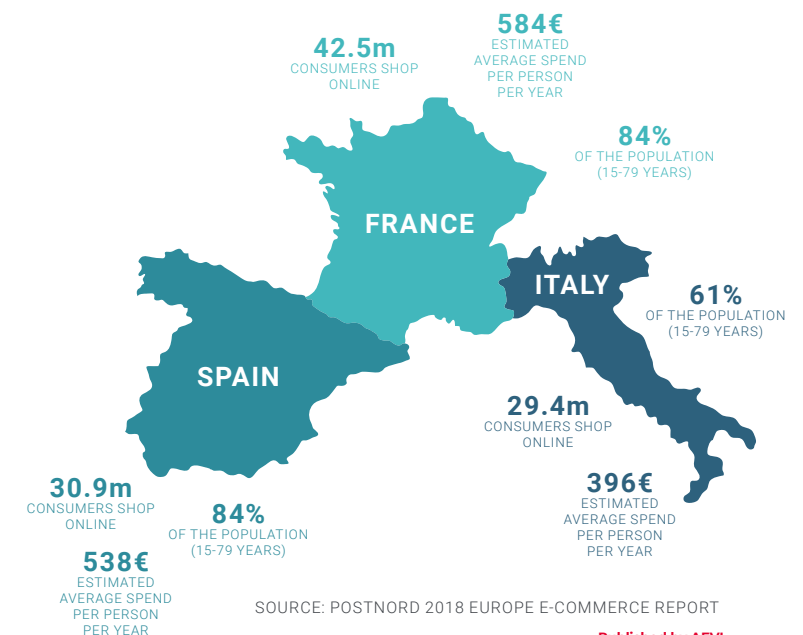 584€
ESTIMATED
AVERAGE SPEND
PER PERSON
PER YEAR
42.5m
CONSUMERS SHOP
ONLINE
84%
OF THE POPULATION
(15-79 YEARS)
FRANCE
ITALY
61%
OF THE POPULATION
(15-79 YEARS)
SPAIN
29.4m
CONSUMERS SHOP
ONLINE
396€
ESTIMATED
AVERAGE SPEND
PER PERSON
PER YEAR
30.9m
CONSUMERS SHOP
ONLINE
84%
OF THE POPULATION
(15-79 YEARS)
538€
ESTIMATED
AVERAGE SPEND
PER PERSON
PER YEAR
SOURCE: POSTNORD 2018 EUROPE E-COMMERCE REPORT
Published by